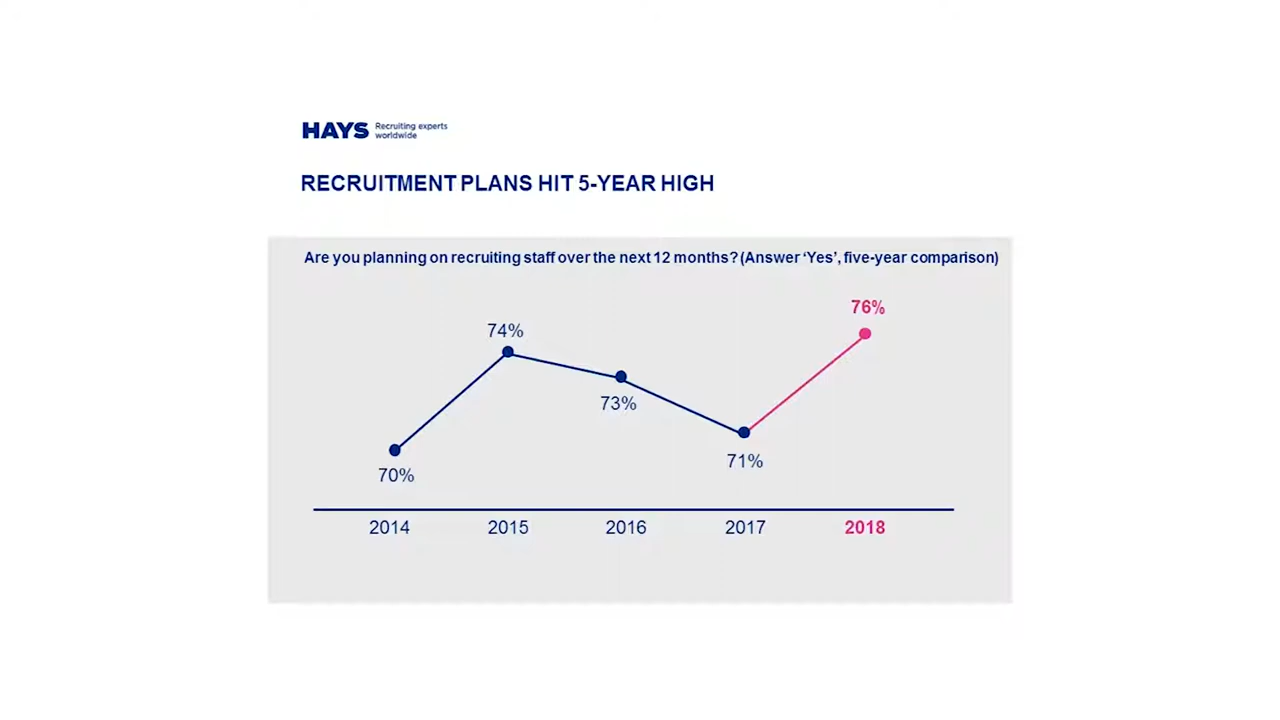 HAYS Recruiting experts
worldwide
RECRUITMENT PLANS HIT 5-YEAR HIGH
Are you planning on recruiting staff over the next 12 months? (Answer ‘Yes’, five-year comparison)
76%
74%
73%
71%
70%
2014 2015 2016 2017 2018